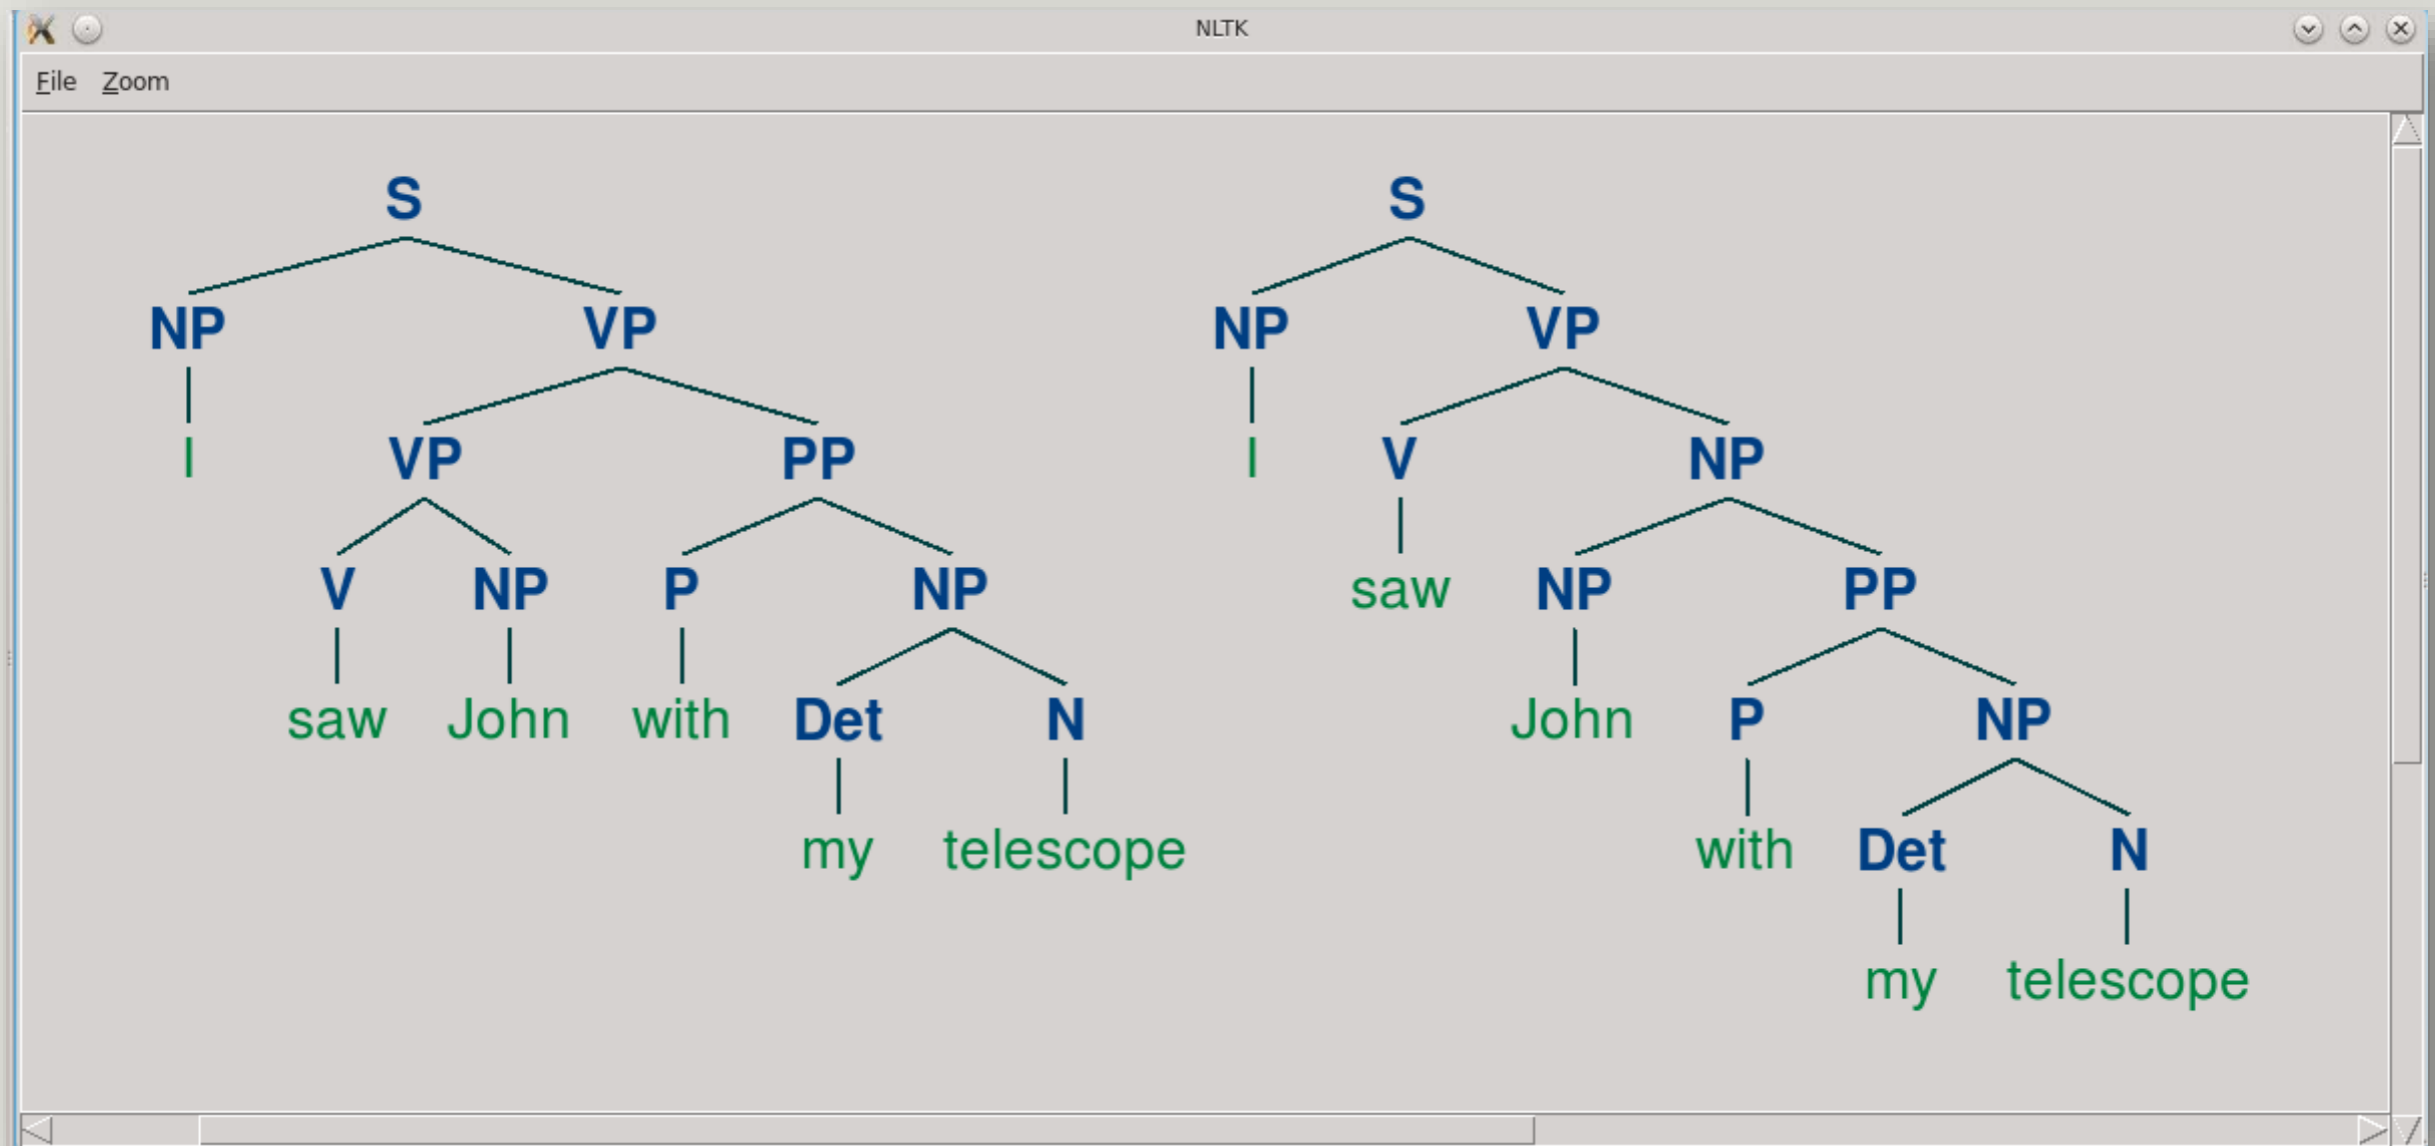 NLTK
File Zoom
S S
NP VP NP VP
I VP PP I V NP
V NP P NP saw NP PP
saw John with Det N John P NP
my telescope with Det N
my telescope